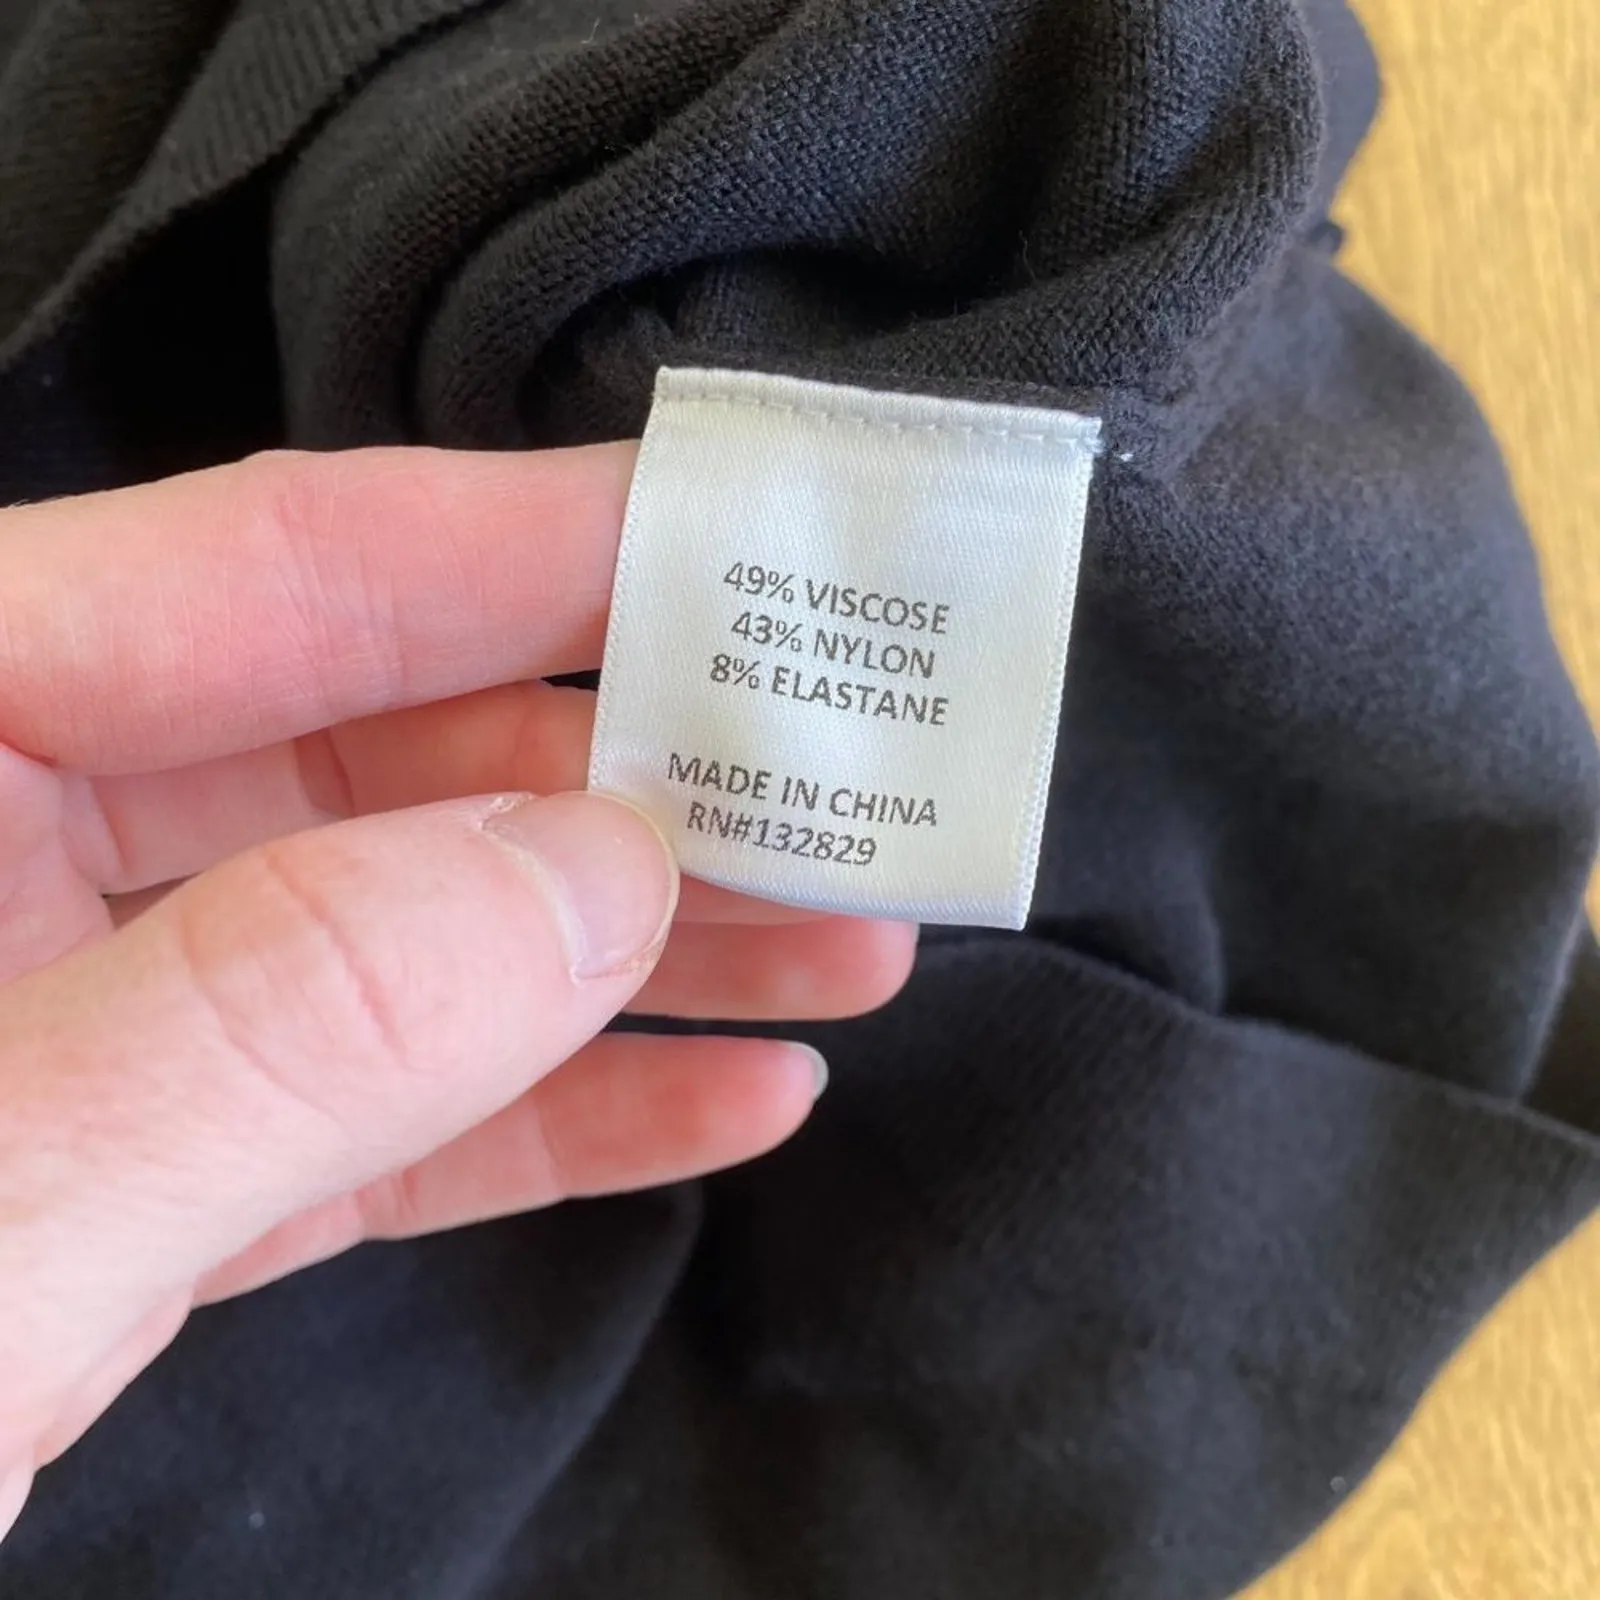 49% VISCOSE
43% NYLON
8% ELASTANE
MADE IN CHINA
RN#132829